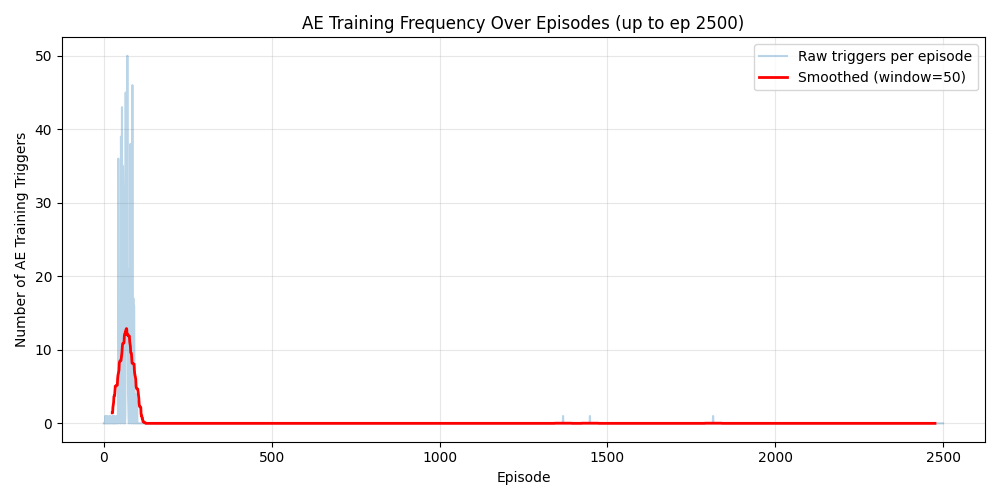 AE Training Frequency Over Episodes (up to ep 2500)
Raw triggers per episode
Smoothed (window=50)
Number of AE Training Triggers
50
40
30
20
10
0
0
500
1000
1500
2000
2500
Episode